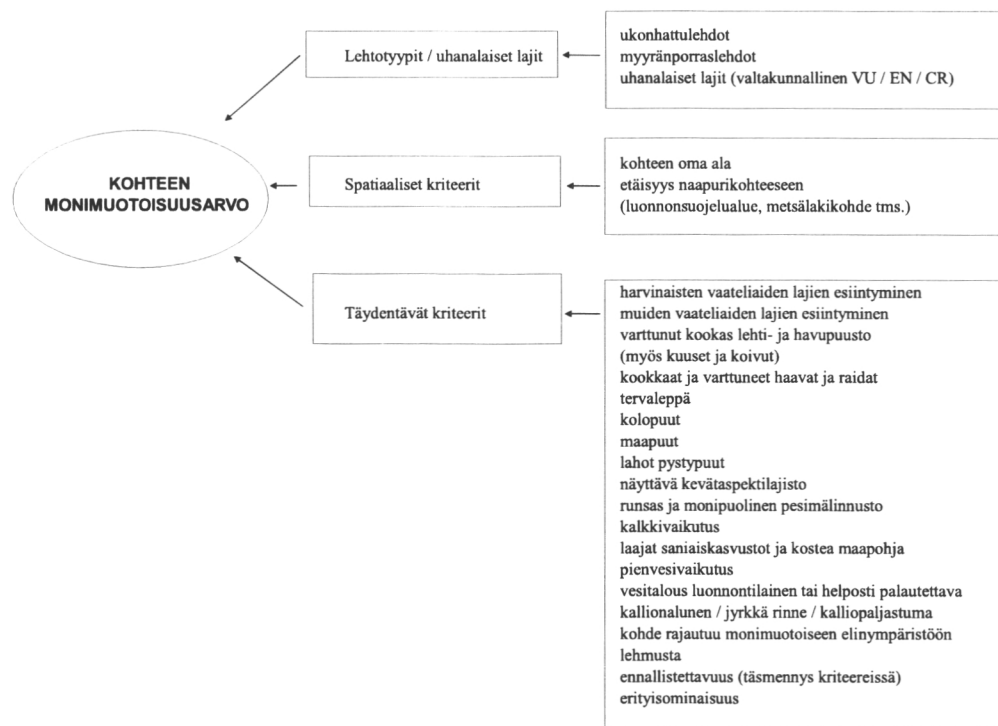 KOHTEEN
MONIMUOTOISUUSARVO
Lehtotyypit / uhanalaiset lajit
ukonhattulehdot
myyränporraslehdot
uhanalaiset lajit (valtakunnallinen VU / EN / CR)
Spatiaaliset kriteerit
kohteen oma ala
etäisyys naapurikohteeseen
(luonnonsuojelualue, metsälakikohde tms.)
Täydentävät kriteerit
harvinaisten vaateliaiden lajien esiintyminen
muiden vaateliaiden lajien esiintyminen
varttunut kookas lehti- ja havupuusto
(myös kuuset ja koivut)
kookkaat ja varttuneet haavat ja raidat
tervaleppä
kolopuut
maapuut
lahot pystypuut
näyttävä kevätaspektilajisto
runsas ja monipuolinen pesimälinnusto
kalkkivaikutus
laajat saniaiskasvustot ja kostea maapohja
pienvesivaikutus
vesitalous luonnontilainen tai helposti palautettava
kallionalunen / jyrkkä rinne / kalliopaljastuma
kohde rajautuu monimuotoiseen elinympäristöön
lehmusta
ennallistettavuus (täsmennys kriteereissä)
erityisominaisuus